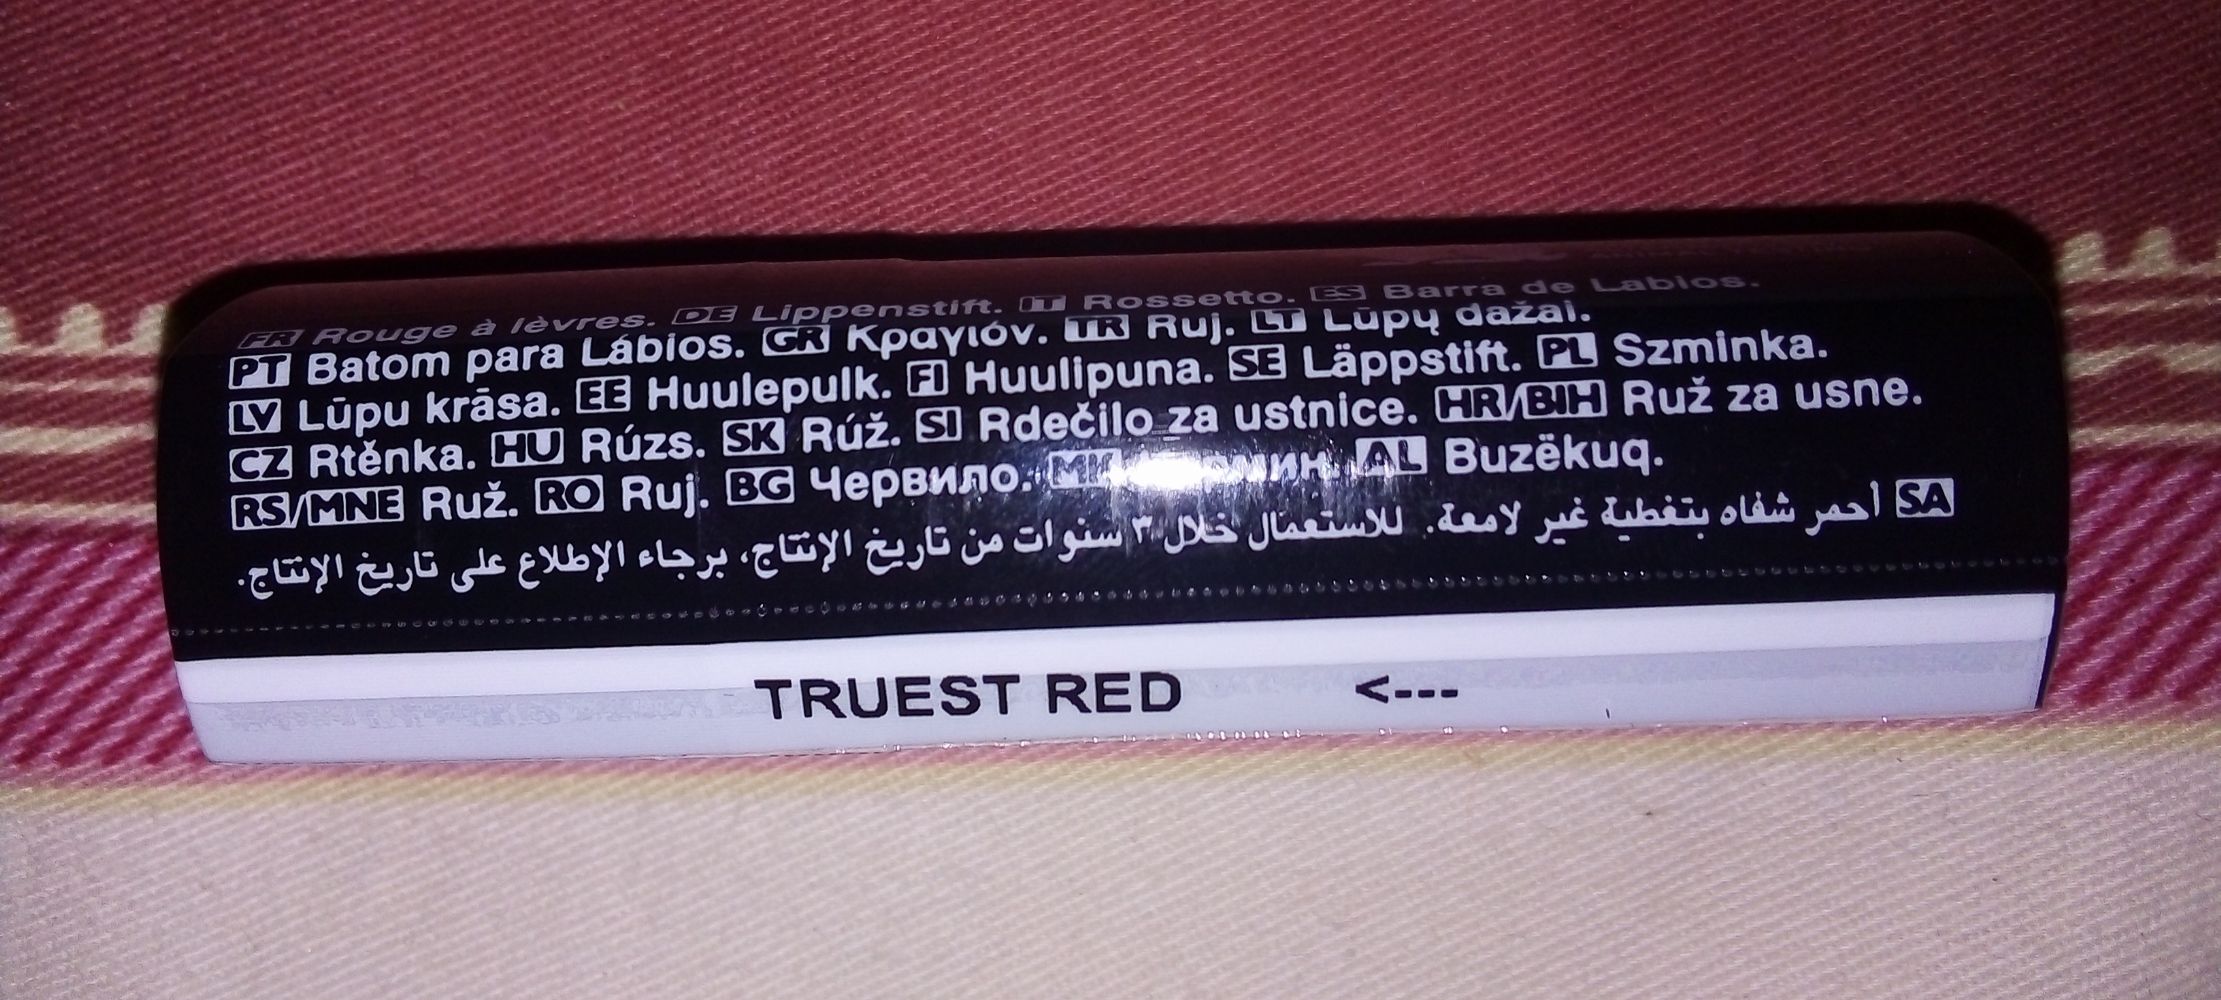 FR Rouge à lèvres. DE Lippenstift. IT Rossetto. ES Barra de Labios.
PT Batom para Lábios. GR Κραγιόν. TR Ruj. LT Lūpų dažai.
LV Lūpu krāsa. EE Huulepulk. FI Huulipuna. SE Läppstift. PL Szminka.
CZ Rtěnka. HU Rúzs. SK Rúž. SI Rdečilo za ustnice. HR/BIH Ruž za usne.
RS/MNE Ruž. RO Ruj. BG Червило. MK AL Buzëkuq.
SA أحمر شفاه بتغطية غير لامعة. للاستعمال خلال ٣ سنوات من تاريخ الإنتاج، برجاء الإطلاع على تاريخ الإنتاج.
TRUEST RED <---